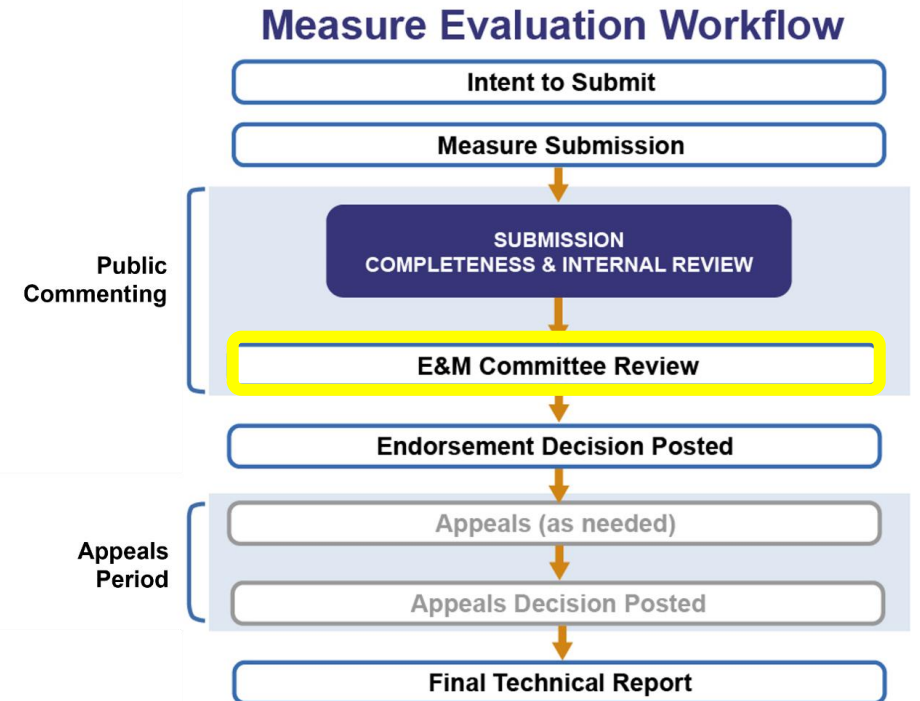 Measure Evaluation Workflow
Intent to Submit
Measure Submission
Public
Commenting
SUBMISSION
COMPLETENESS & INTERNAL REVIEW
E&M Committee Review
Endorsement Decision Posted
Appeals
Period
Appeals (as needed)
Appeals Decision Posted
Final Technical Report